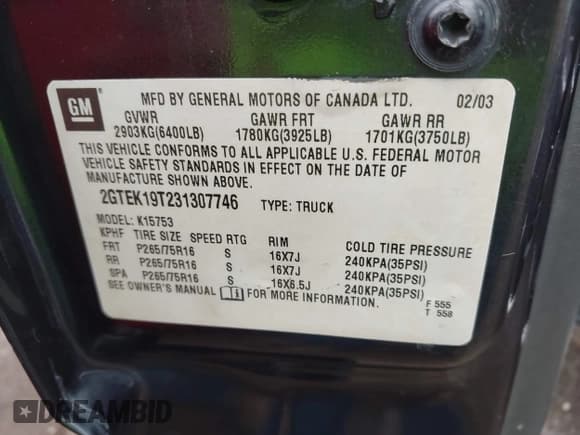 GM
MFD BY GENERAL MOTORS OF CANADA LTD. 02/03
GVWR GAWR FRT GAWR RR
2903KG(6400LB) 1780KG(3925LB) 1701KG(3750LB)
THIS VEHICLE CONFORMS TO ALL APPLICABLE U.S. FEDERAL MOTOR
VEHICLE SAFETY STANDARDS IN EFFECT ON THE DATE OF
MANUFACTURE SHOWN ABOVE.
2GTEK19T231307746 TYPE: TRUCK
MODEL: K15753
KPHF TIRE SIZE SPEED RTG RIM COLD TIRE PRESSURE
FRT P265/75R16 S 16X7J 240KPA(35PSI)
RR P265/75R16 S 16X7J 240KPA(35PSI)
SPA P265/75R16 S 16X6.5J 240KPA(35PSI)
SEE OWNER'S MANUAL FOR MORE INFORMATION.
F 555
T 558
DREAMBID